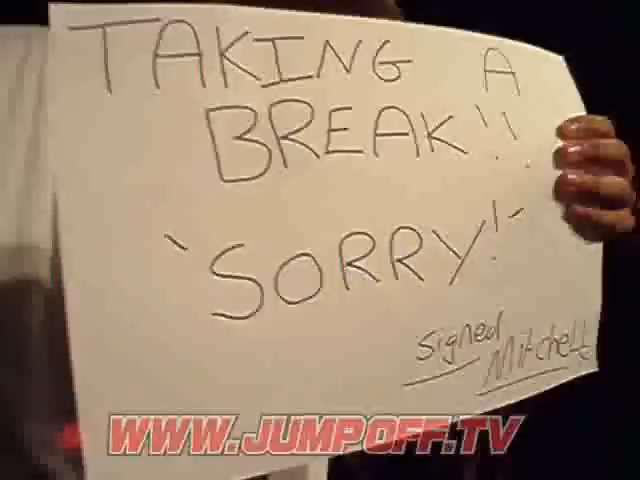 TAKING A
BREAK!!
'SORRY!'
Signed
Mitchell
WWW.JUMPOFF.TV